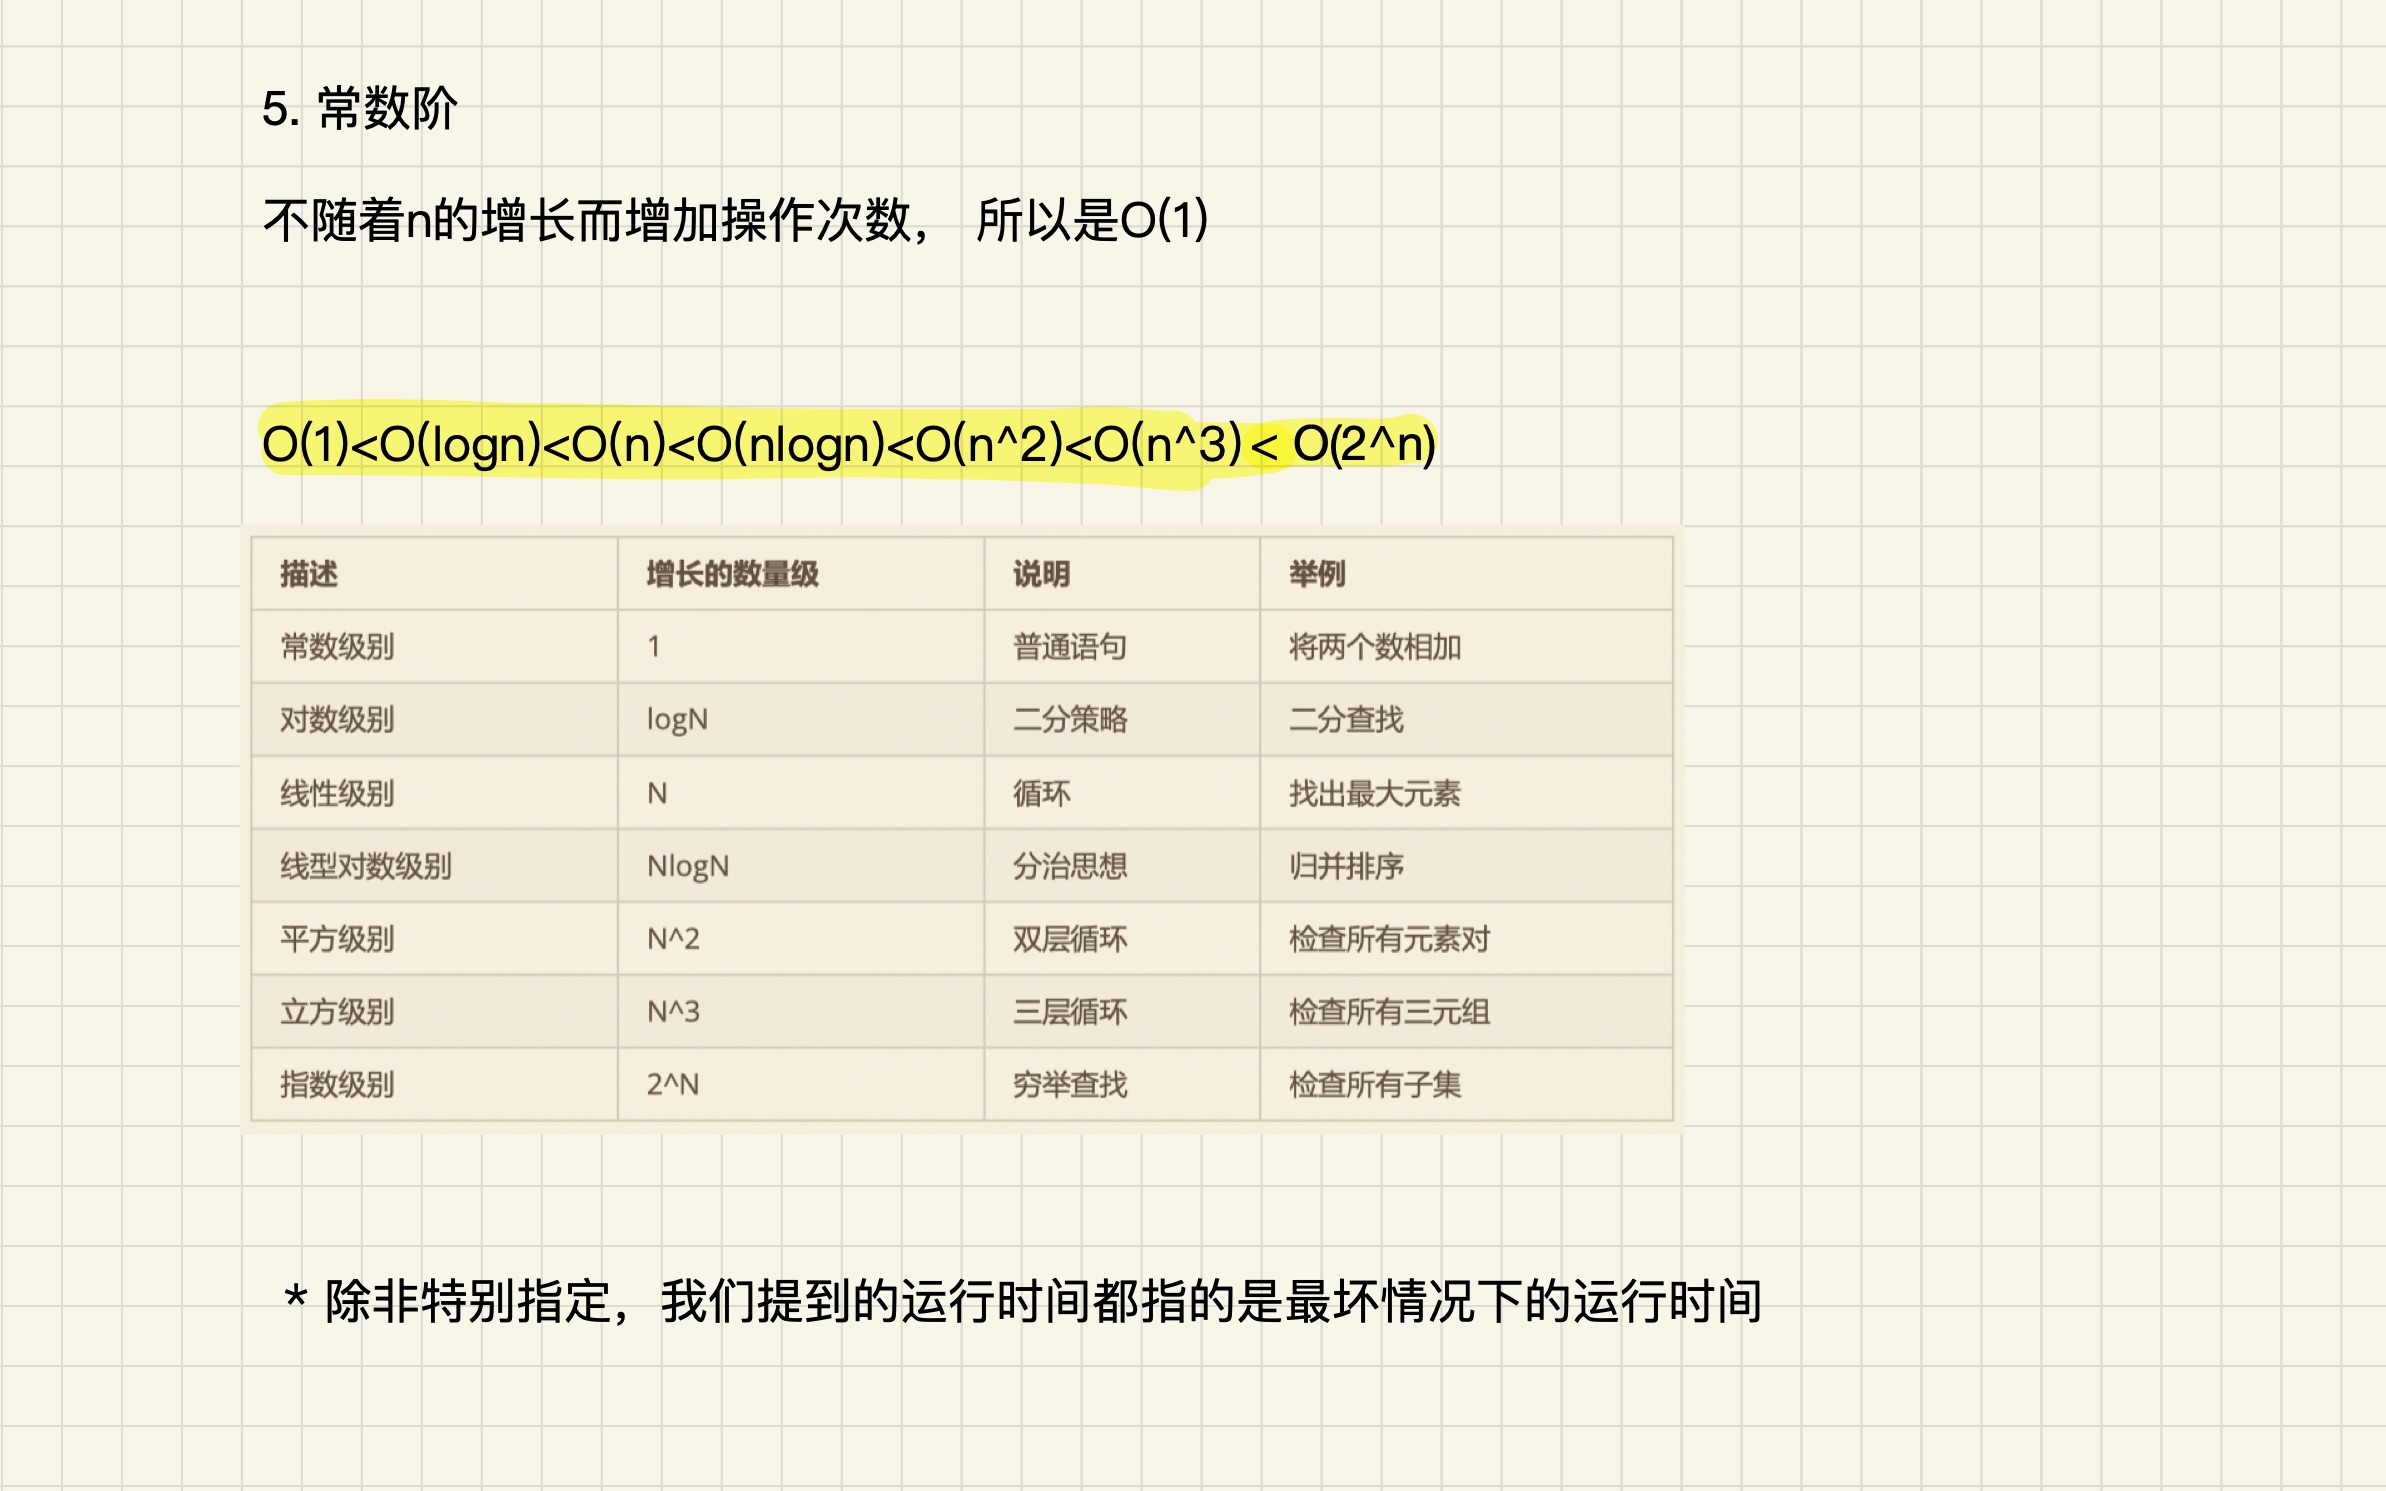 5. 常数阶
不随着n的增长而增加操作次数， 所以是O(1)
O(1)<O(logn)<O(n)<O(nlogn)<O(n^2)<O(n^3)< O(2^n)
描述 增长的数量级 说明 举例
常数级别 1 普通语句 将两个数相加
对数级别 logN 二分策略 二分查找
线性级别 N 循环 找出最大元素
线型对数级别 NlogN 分治思想 归并排序
平方级别 N^2 双层循环 检查所有元素对
立方级别 N^3 三层循环 检查所有三元组
指数级别 2^N 穷举查找 检查所有子集
* 除非特别指定，我们提到的运行时间都指的是最坏情况下的运行时间